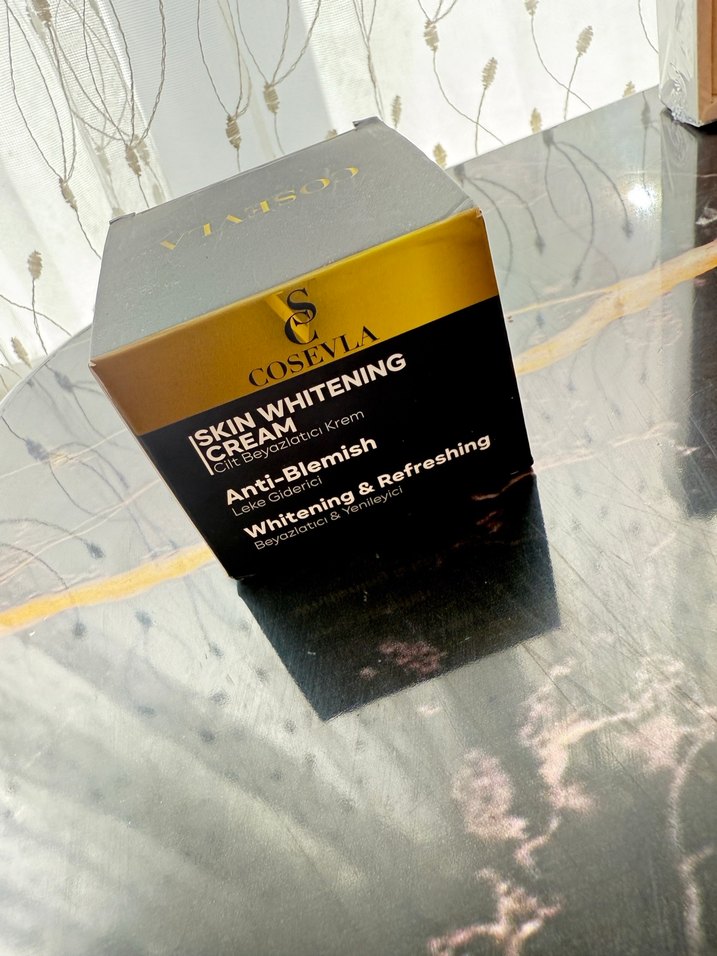 COSEVLA
SC
COSEVLA
SKIN WHITENING
CREAM
Cilt Beyazlatıcı Krem
Anti-Blemish
Leke Giderici
Whitening & Refreshing
Beyazlatıcı & Yenileyici